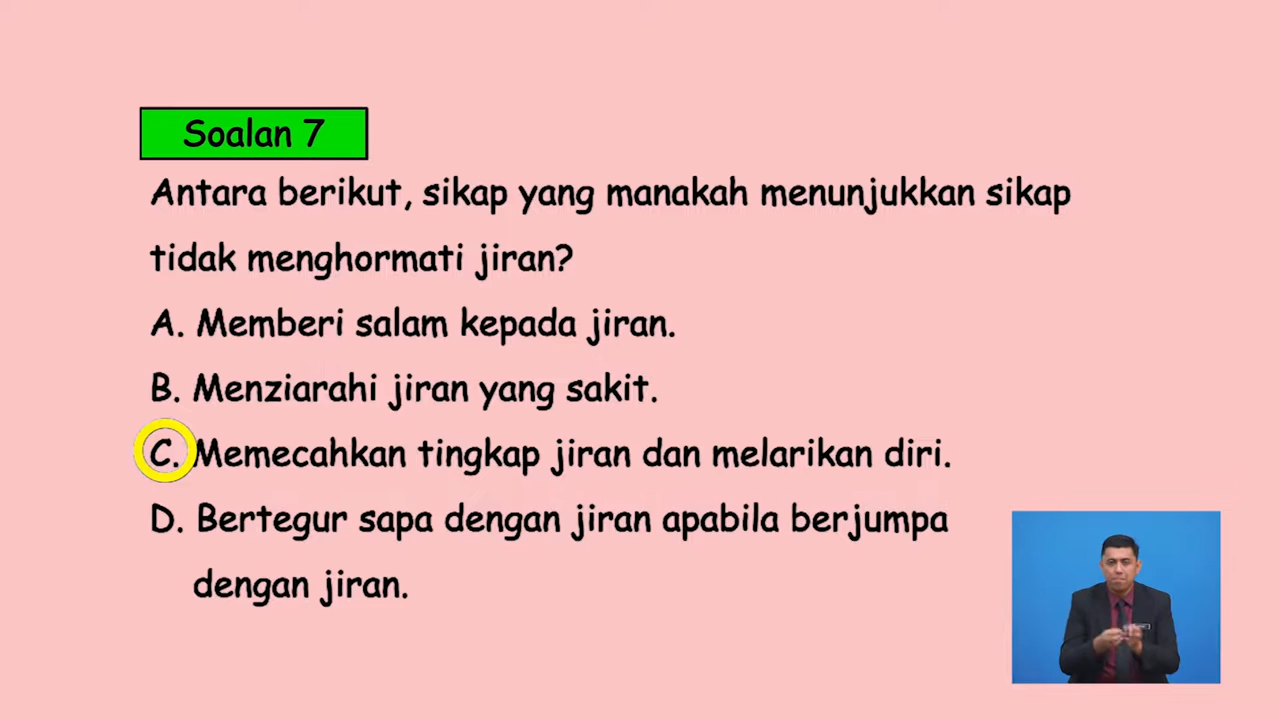 Soalan 7
Antara berikut, sikap yang manakah menunjukkan sikap
tidak menghormati jiran?
A. Memberi salam kepada jiran.
B. Menziarahi jiran yang sakit.
C. Memecahkan tingkap jiran dan melarikan diri.
D. Bertegur sapa dengan jiran apabila berjumpa
dengan jiran.